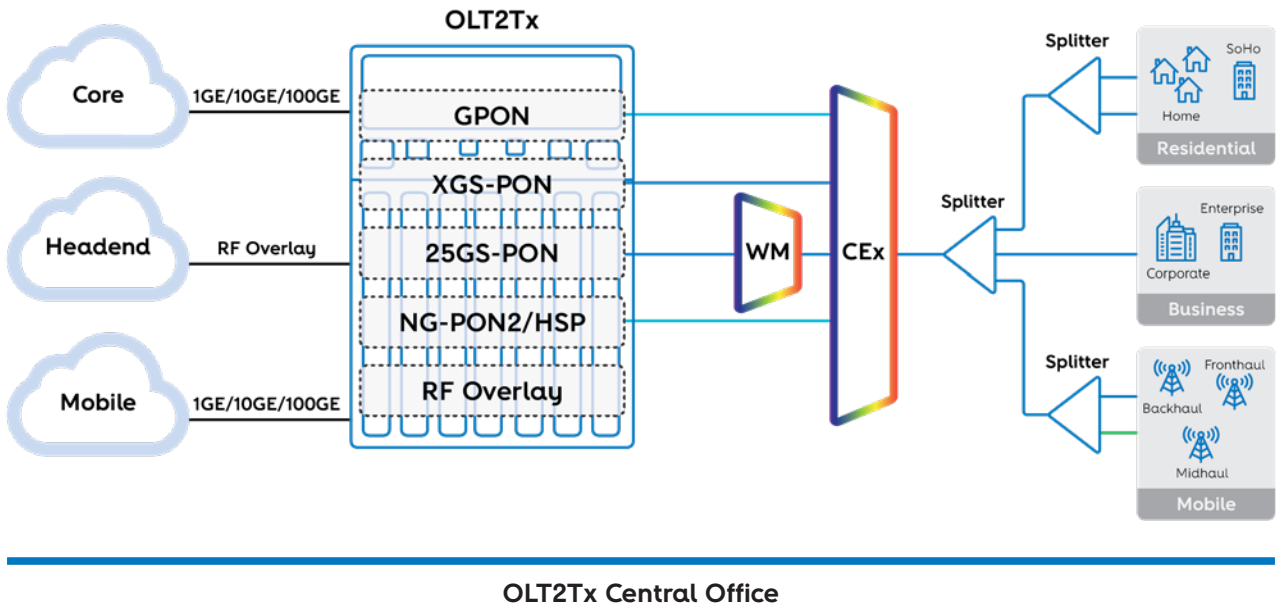 OLT2Tx
Core
1GE/10GE/100GE
Headend
RF Overlay
Mobile
1GE/10GE/100GE
GPON
XGS-PON
25GS-PON
NG-PON2/HSP
RF Overlay
WM
CEx
Splitter
Splitter
Splitter
SoHo
Home
Residential
Enterprise
Corporate
Business
Fronthaul
Backhaul
Midhaul
Mobile
OLT2Tx Central Office